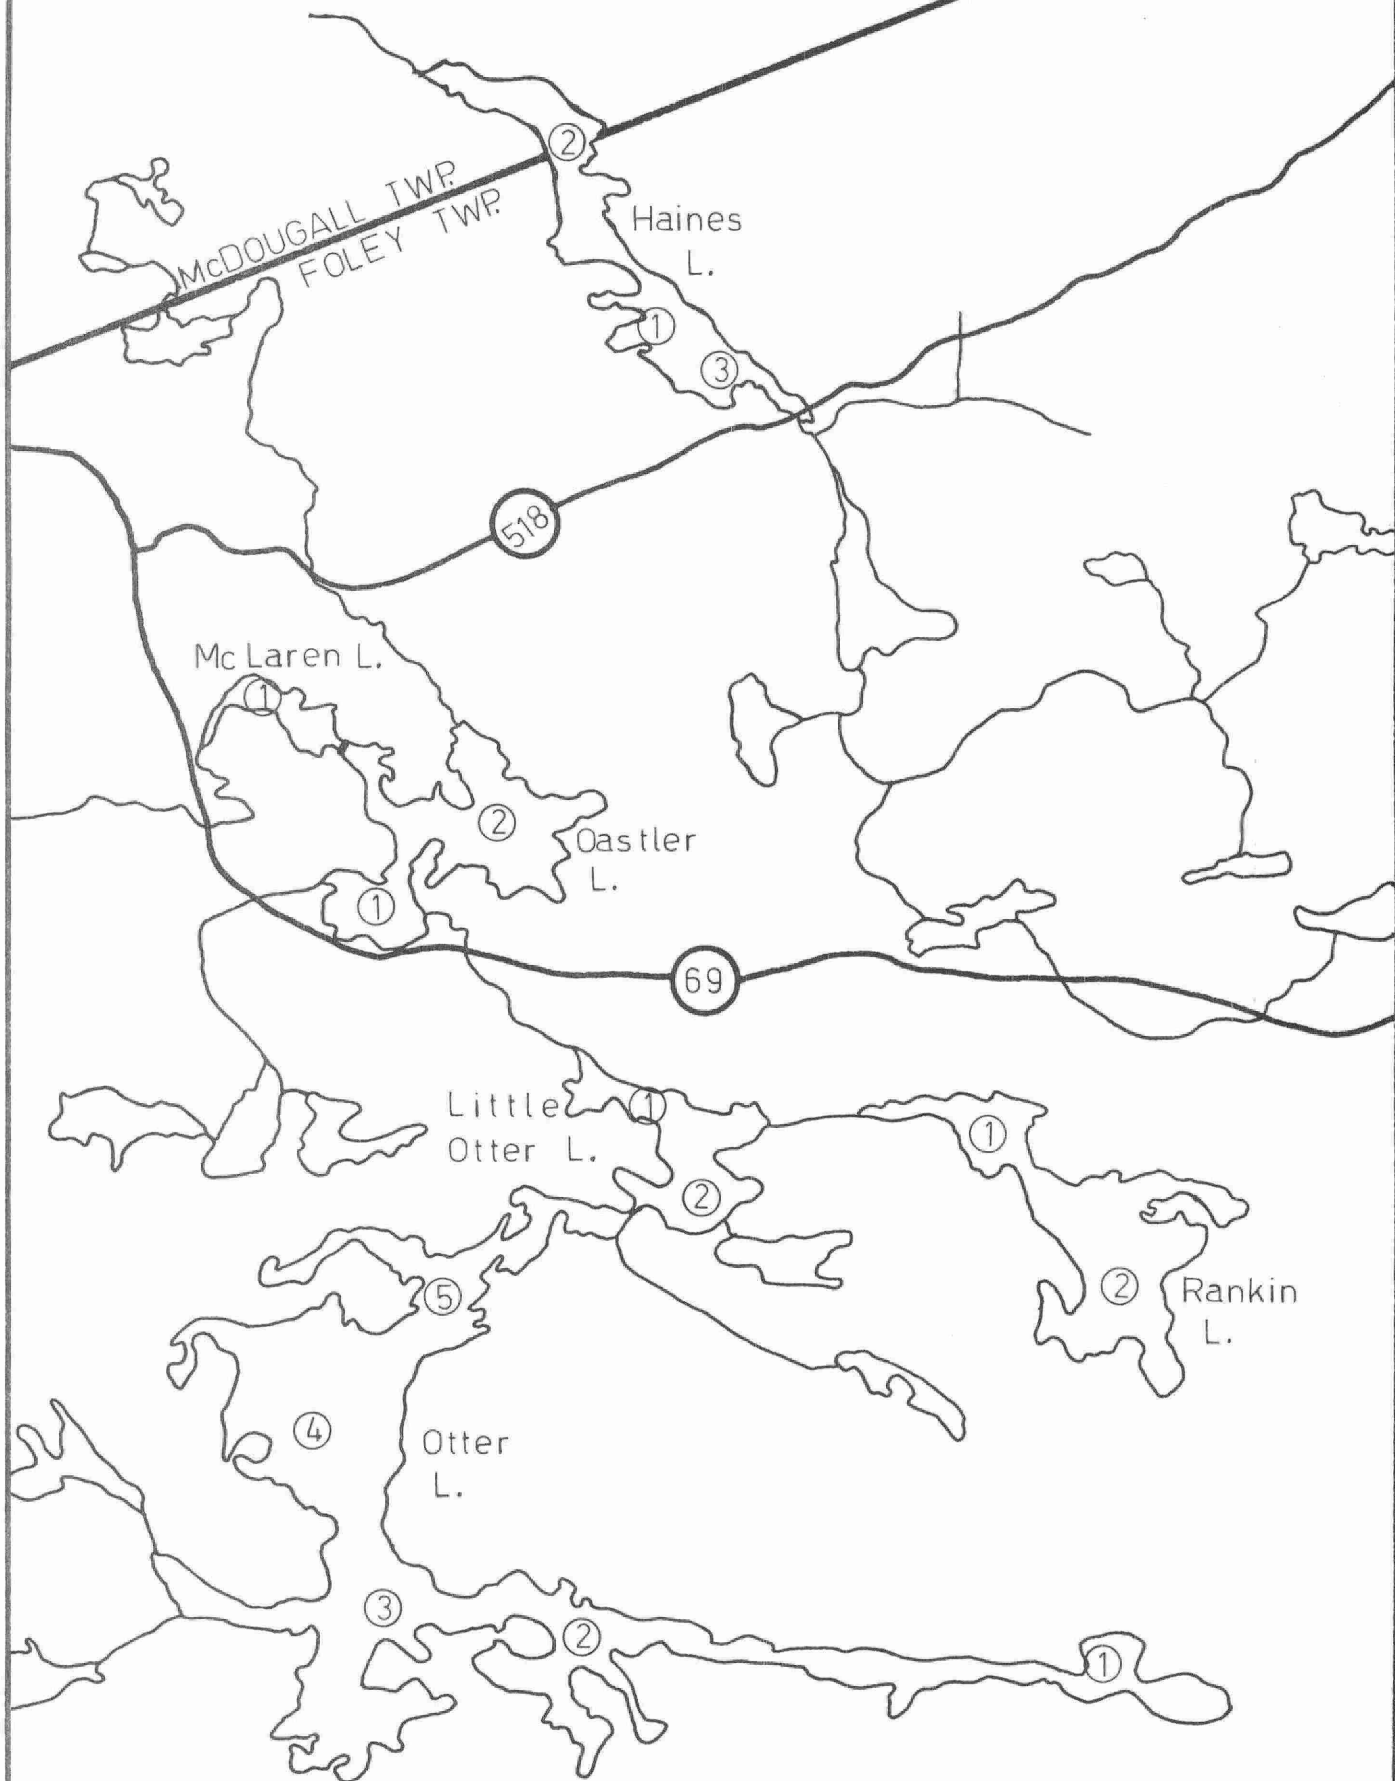 2
McDOUGALL TWP.
FOLEY TWP.
Haines
L.
1
3
518
Mc Laren L.
1
2
Oastler
L.
1
69
Little
Otter L.
1
1
2
5
2
Rankin
L.
4
Otter
L.
3
2
1